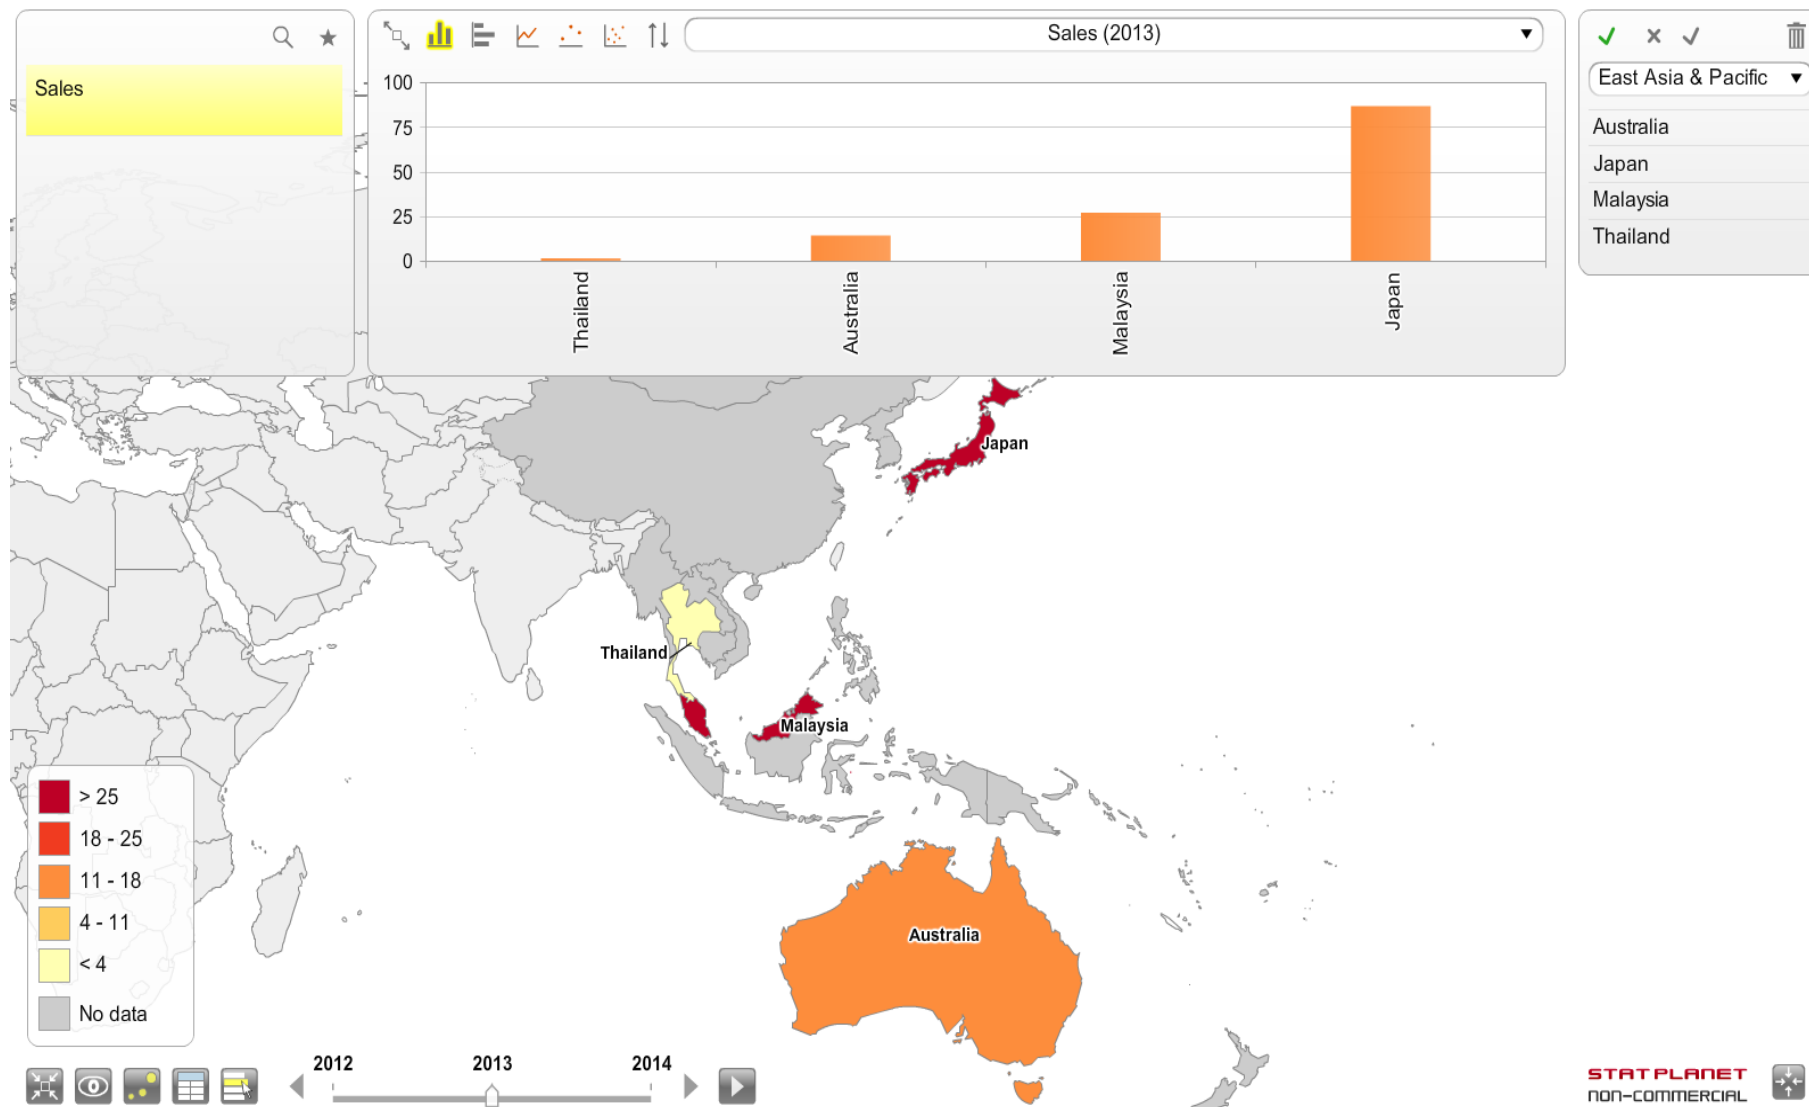 Sales
Sales (2013)
100
75
50
25
0
Thailand
Australia
Malaysia
Japan
East Asia & Pacific
Australia
Japan
Malaysia
Thailand
Japan
Thailand
Malaysia
Australia
> 25
18 - 25
11 - 18
4 - 11
< 4
No data
2012
2013
2014
STAT PLANET
NON-COMMERCIAL